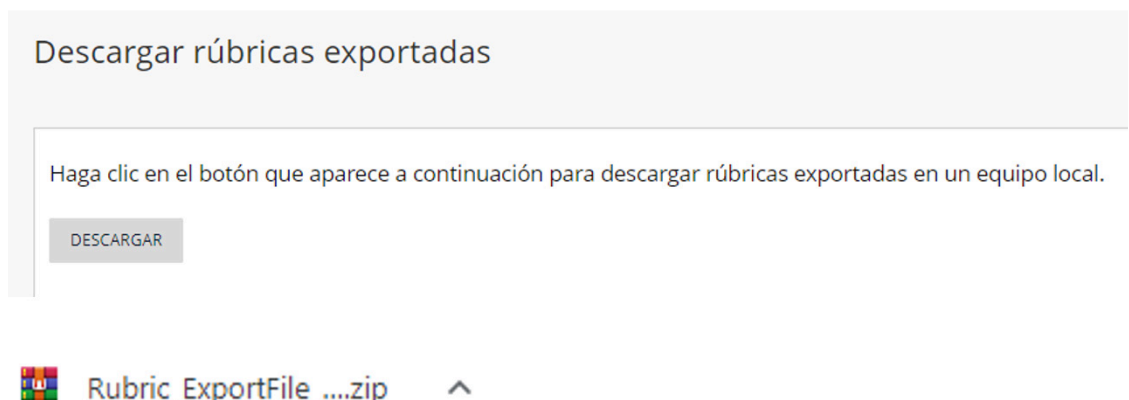 Descargar rúbricas exportadas
Haga clic en el botón que aparece a continuación para descargar rúbricas exportadas en un equipo local.
DESCARGAR
Rubric_ExportFile_....zip